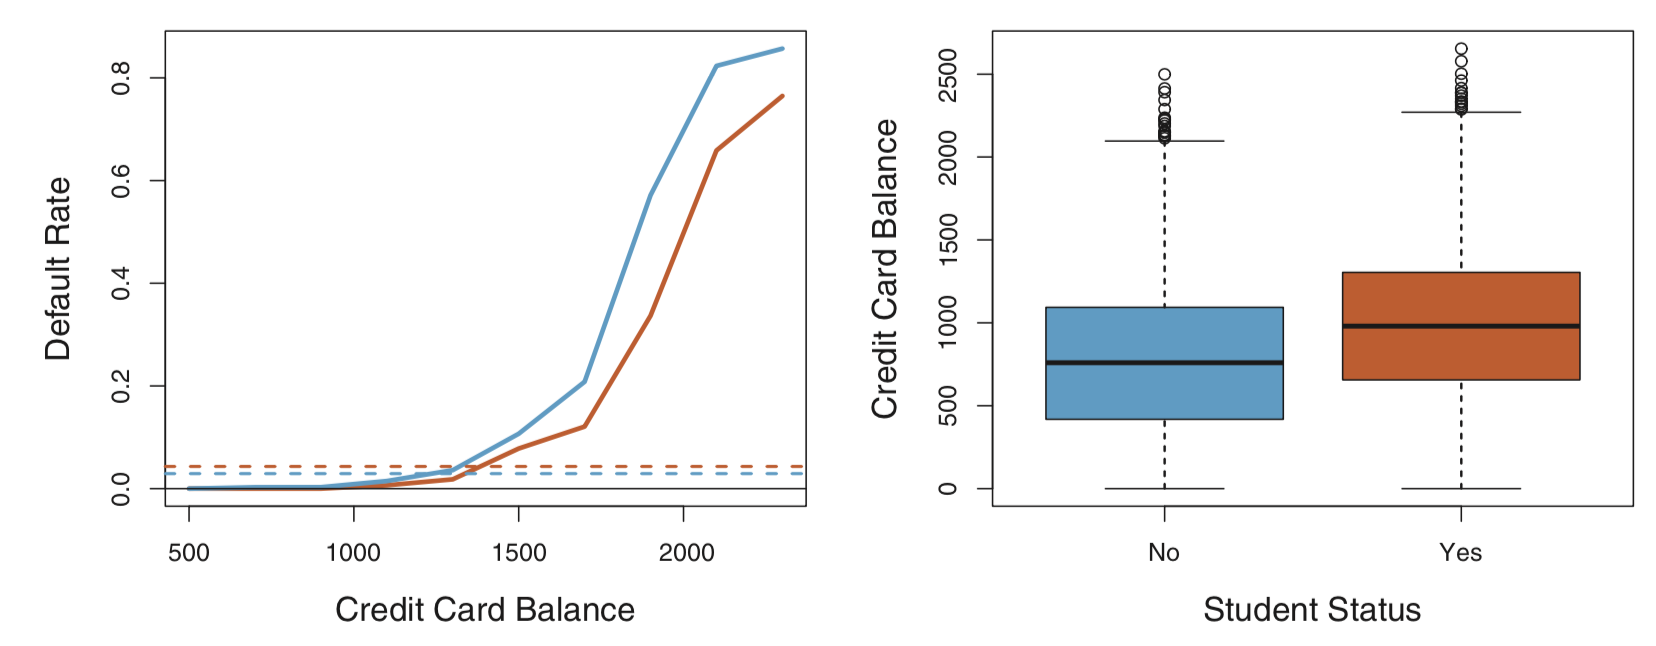 Default Rate
0.0
0.2
0.4
0.6
0.8
500 1000 1500 2000
Credit Card Balance
Credit Card Balance
0
500
1000
1500
2000
2500
No Yes
Student Status